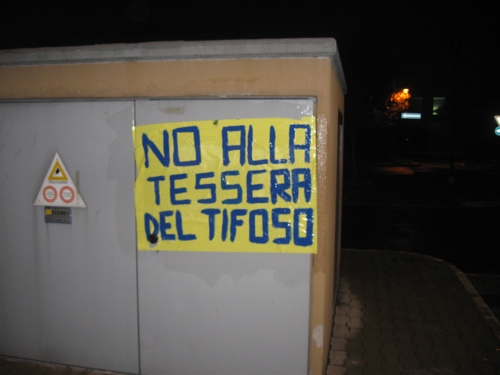 NO ALLA
TESSERA
DEL TIFOSO